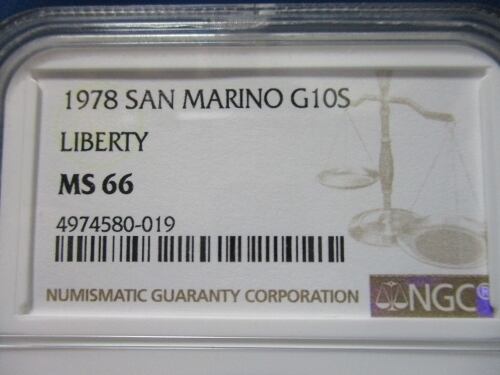 1978 SAN MARINO G10S
LIBERTY
MS 66
4974580-019
NUMISMATIC GUARANTY CORPORATION
NGC®